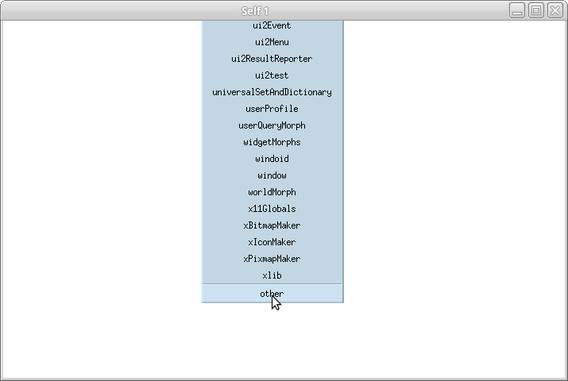 Self 1
ui2Event
ui2Menu
ui2ResultReporter
ui2test
universalSetAndDictionary
userProfile
userQueryMorph
widgetMorphs
windoid
window
worldMorph
x11Globals
xBitmapMaker
xIconMaker
xPixmapMaker
xlib
other